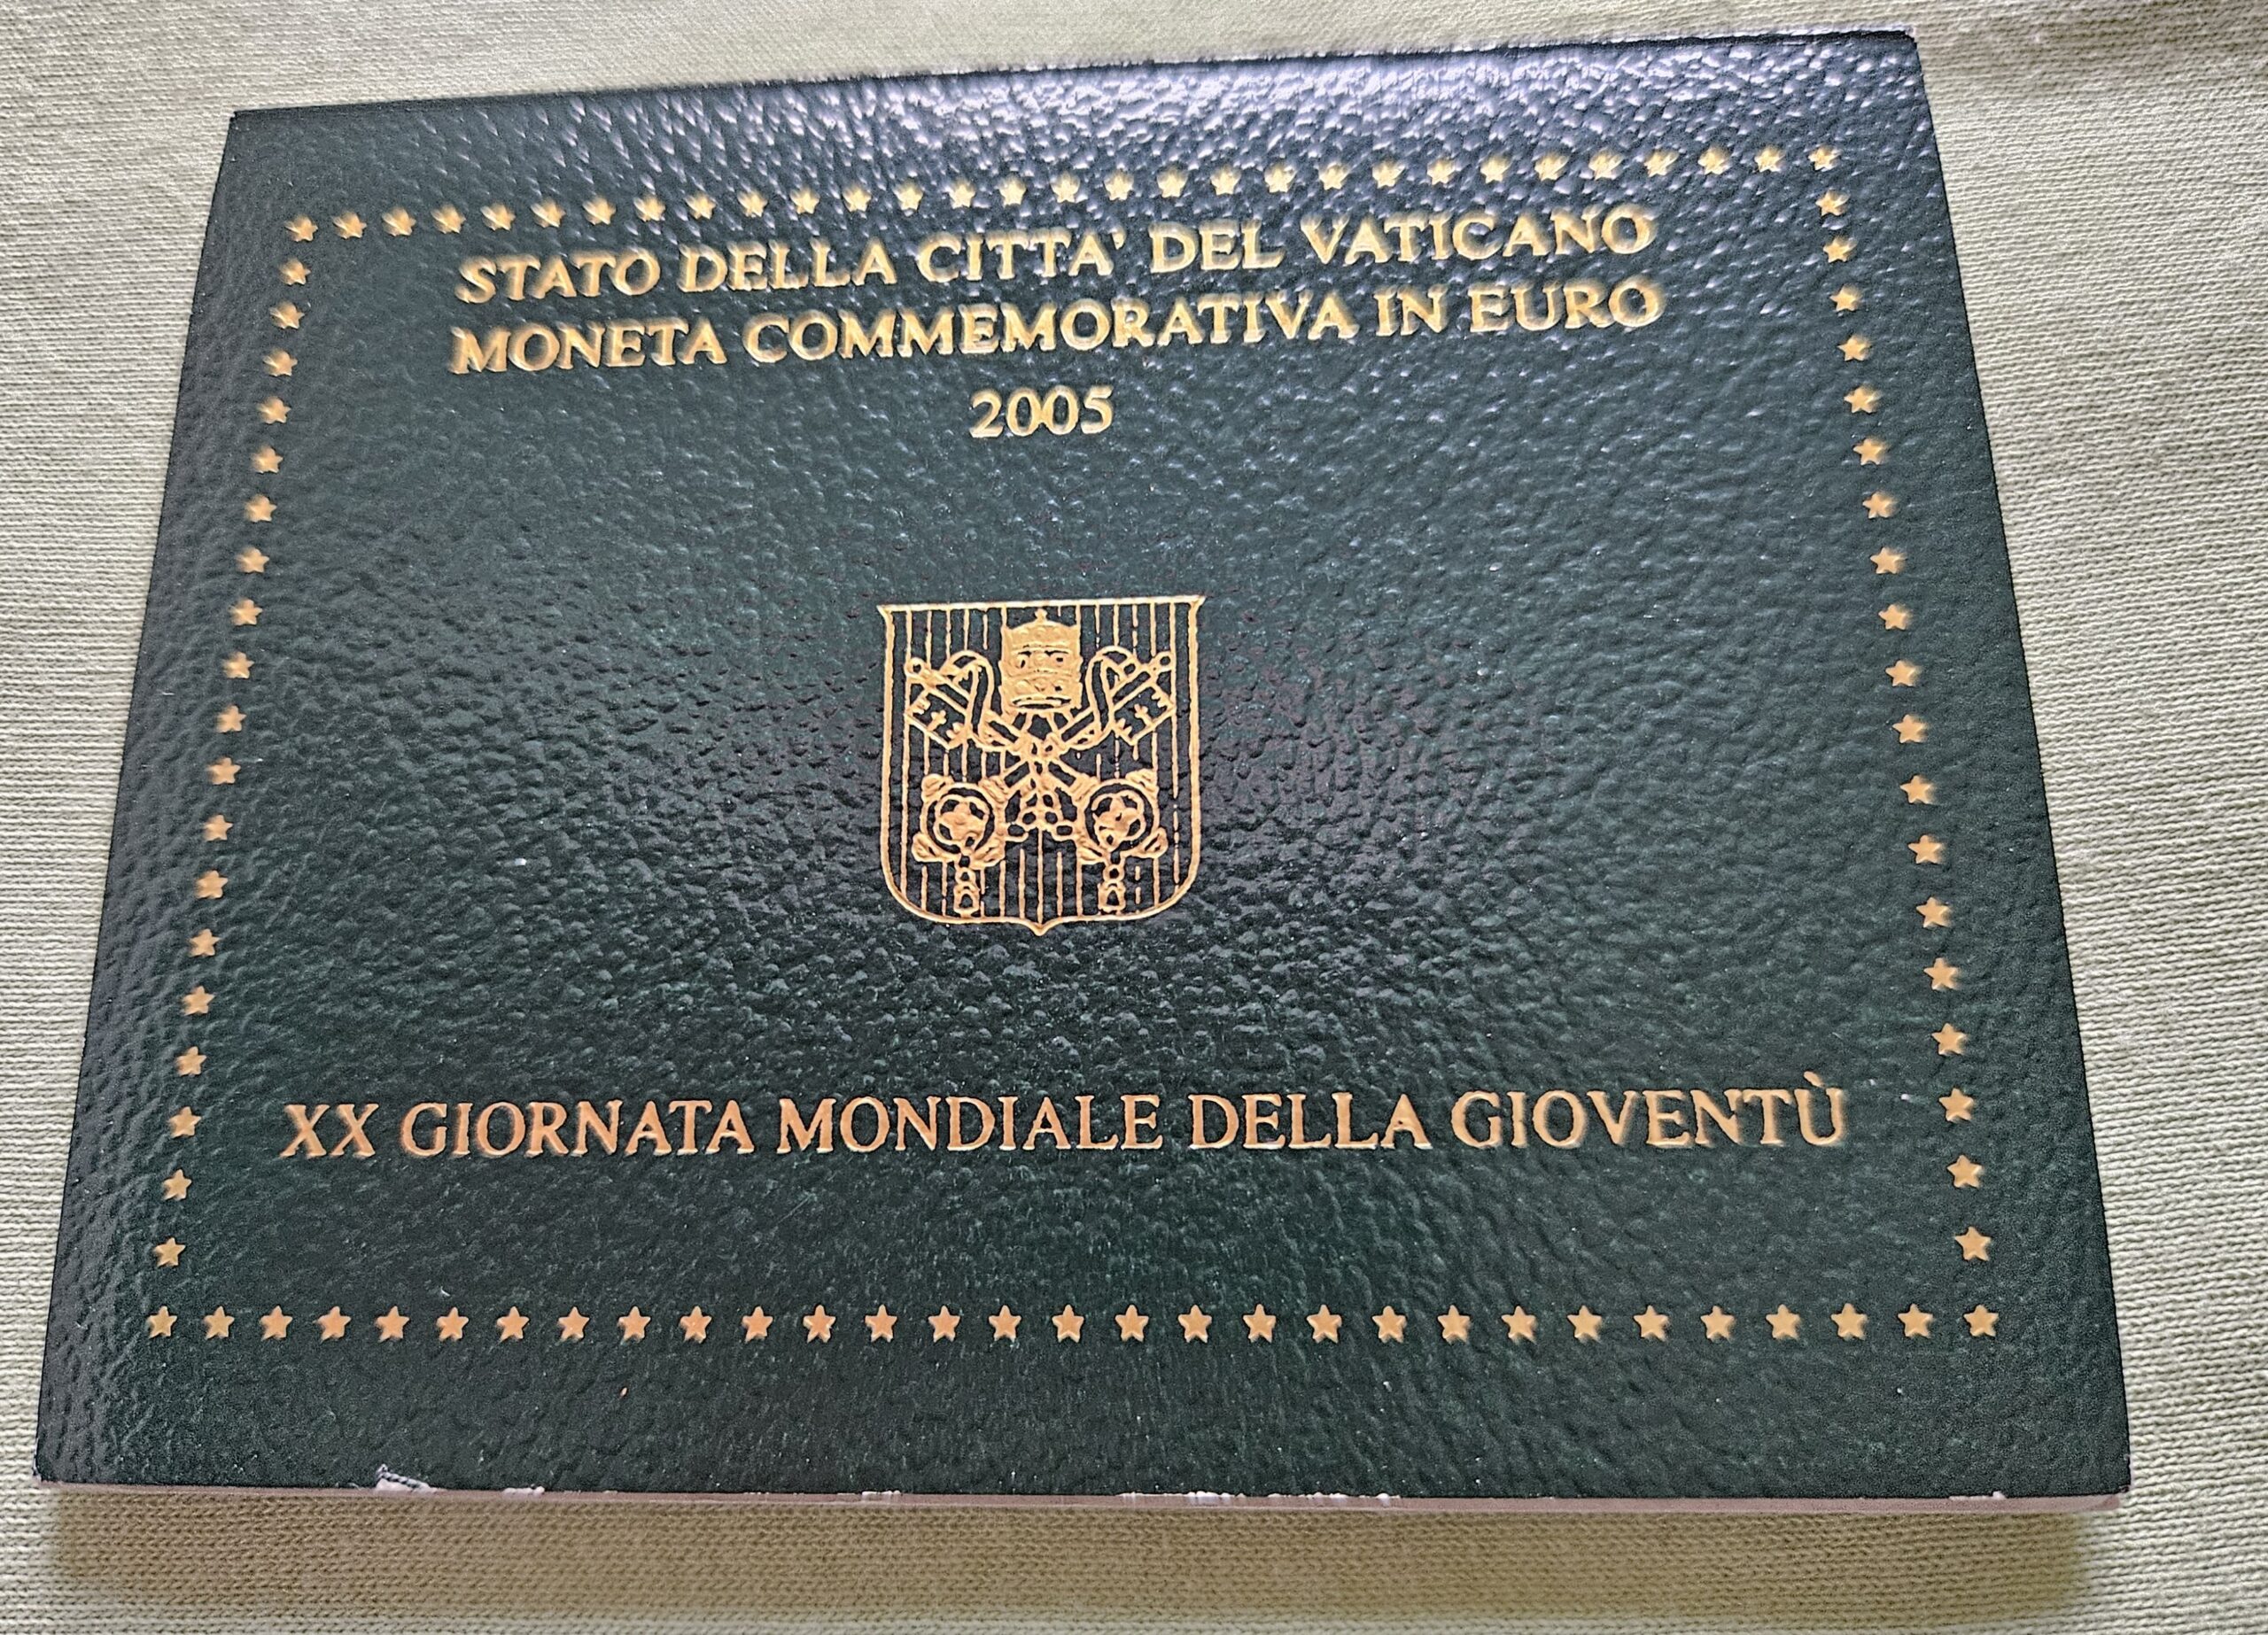 STATO DELLA CITTA' DEL VATICANO
MONETA COMMEMORATIVA IN EURO
2005
XX GIORNATA MONDIALE DELLA GIOVENTÙ